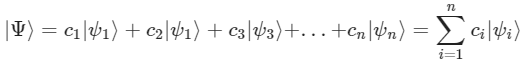 |Ψ⟩ = c₁|ψ₁⟩ + c₂|ψ₁⟩ + c₃|ψ₃⟩+...+cₙ|ψₙ⟩ = ∑ᵢ₌₁ⁿ cᵢ|ψᵢ⟩